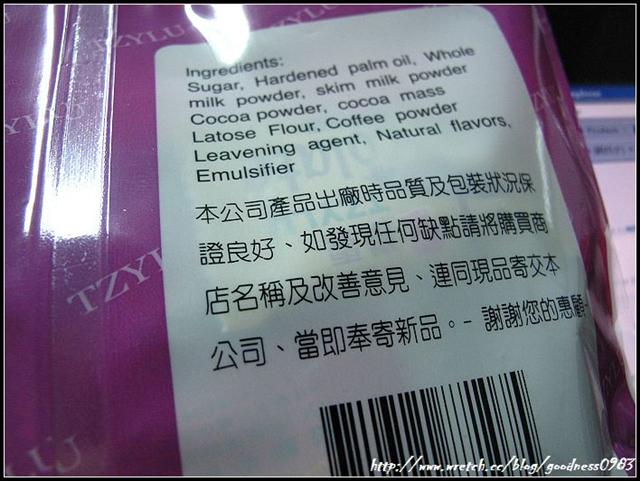 TZYLU
Ingredients:
Sugar, Hardened palm oil, Whole
milk powder, skim milk powder
Cocoa powder, cocoa mass
Latose Flour, Coffee powder
Leavening agent, Natural flavors,
Emulsifier
本公司產品出廠時品質及包裝狀況保
證良好、如發現任何缺點請將購買商
店名稱及改善意見、連同現品寄交本
公司、當即奉寄新品。- 謝謝您的惠顧-
TZYLU
http://www.wretch.cc/blog/goodness0983